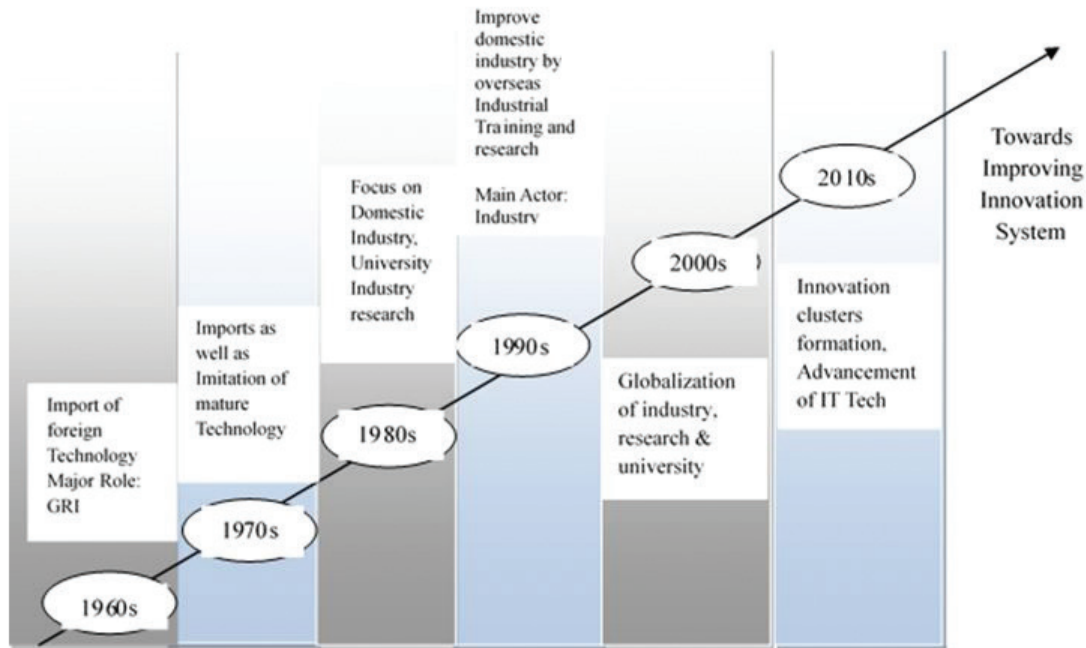 Import of
foreign
Technology
Major Role:
GRI
1960s
Imports as
well as
Imitation of
mature
Technology
1970s
Focus on
Domestic
Industry,
University
Industry
research
1980s
Improve
domestic
industry by
overseas
Industrial
Training and
research
Main Actor:
Industry
1990s
2000s
Globalization
of industry,
research &
university
2010s
Innovation
clusters
formation,
Advancement
of IT Tech
Towards
Improving
Innovation
System